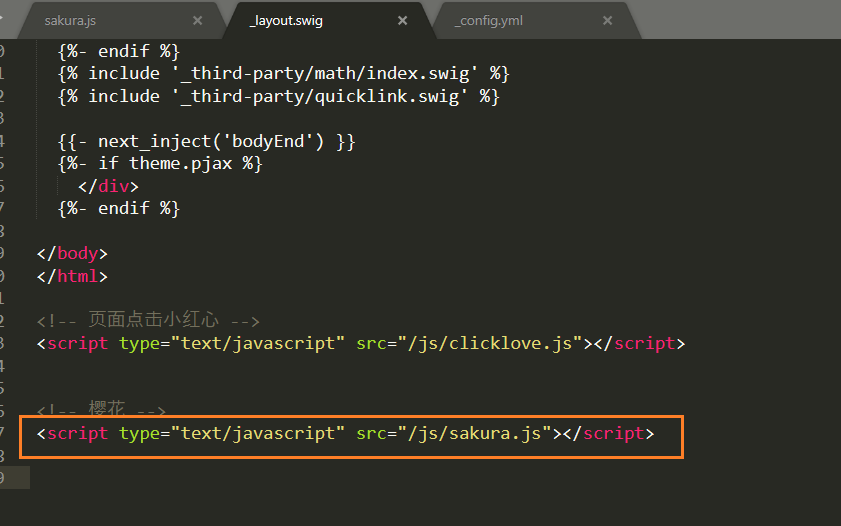 sakura.js × _layout.swig × _config.yml ×
0 {%- endif %}
1 {% include '_third-party/math/index.swig' %}
2 {% include '_third-party/quicklink.swig' %}
3
4 {{- next_inject('bodyEnd') }}
5 {%- if theme.pjax %}
6 </div>
7 {%- endif %}
8
9 </body>
0 </html>
1
2 <!-- 页面点击小红心 -->
3 <script type="text/javascript" src="/js/clicklove.js"></script>
4
5
6 <!-- 樱花 -->
7 <script type="text/javascript" src="/js/sakura.js"></script>
8
9